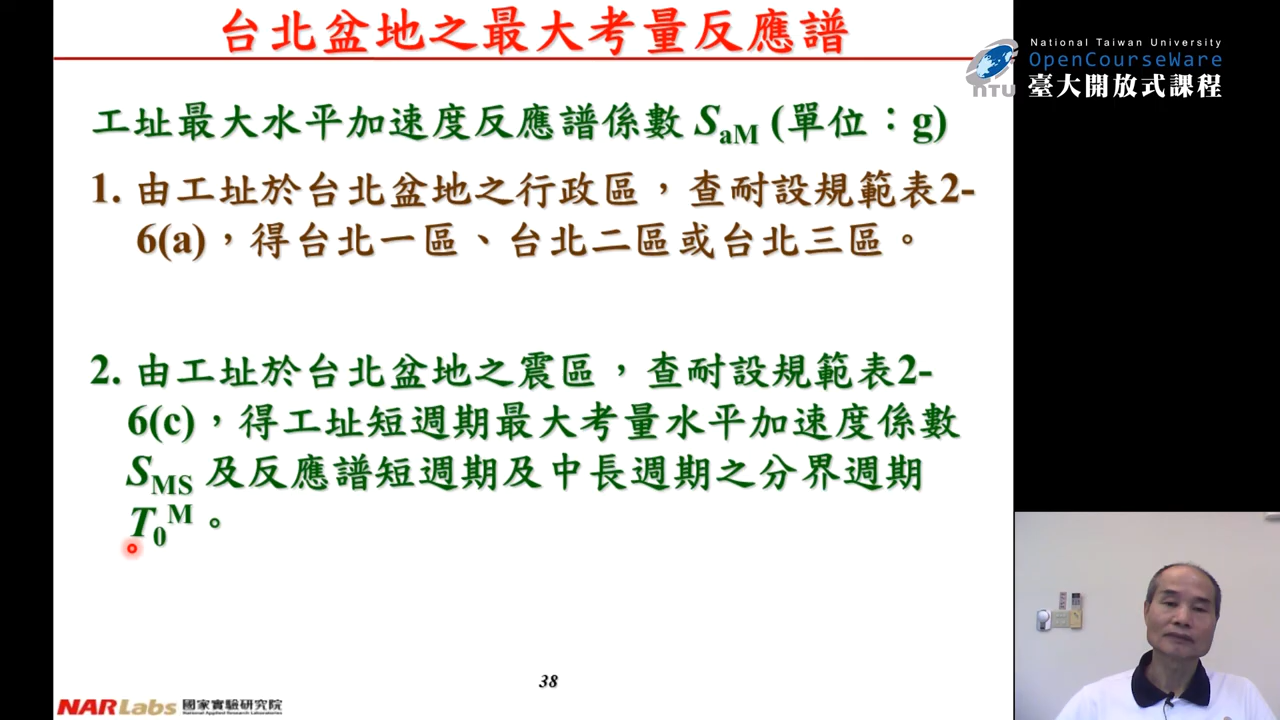 台北盆地之最大考量反應譜
National Taiwan University
OpenCourseWare
臺大開放式課程
NTU
工址最大水平加速度反應譜係數 SaM (單位：g)
1. 由工址於台北盆地之行政區，查耐設規範表2-
6(a)，得台北一區、台北二區或台北三區。
2. 由工址於台北盆地之震區，查耐設規範表2-
6(c)，得工址短週期最大考量水平加速度係數
SMS 及反應譜短週期及中長週期之分界週期
T0M。
38
NARLabs 國家實驗研究院
National Applied Research Laboratories